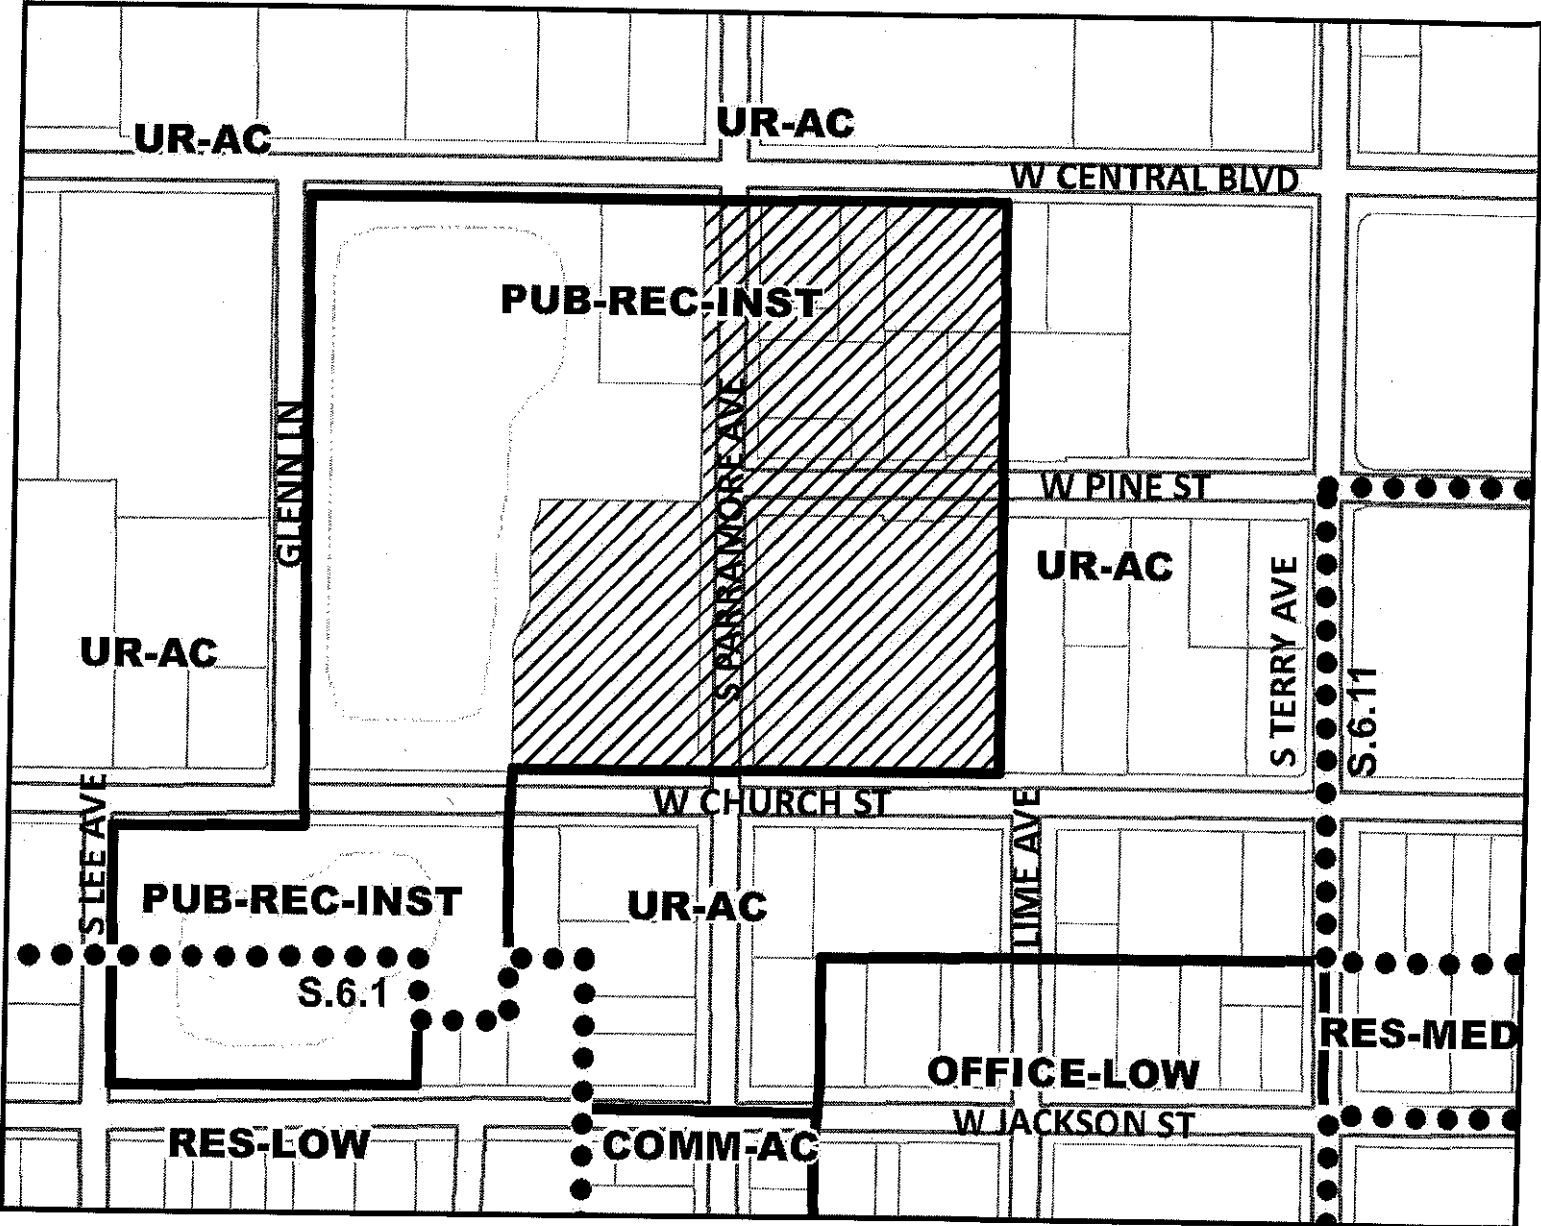 UR-AC
UR-AC
W CENTRAL BLVD
PUB-REC-INST
GLENN LN
S PARRAMORE AVE
W PINE ST
UR-AC
S TERRY AVE
S.6.11
UR-AC
W CHURCH ST
S LEE AVE
LIME AVE
PUB-REC-INST
UR-AC
S.6.1
RES-MED
OFFICE-LOW
W JACKSON ST
RES-LOW
COMM-AC